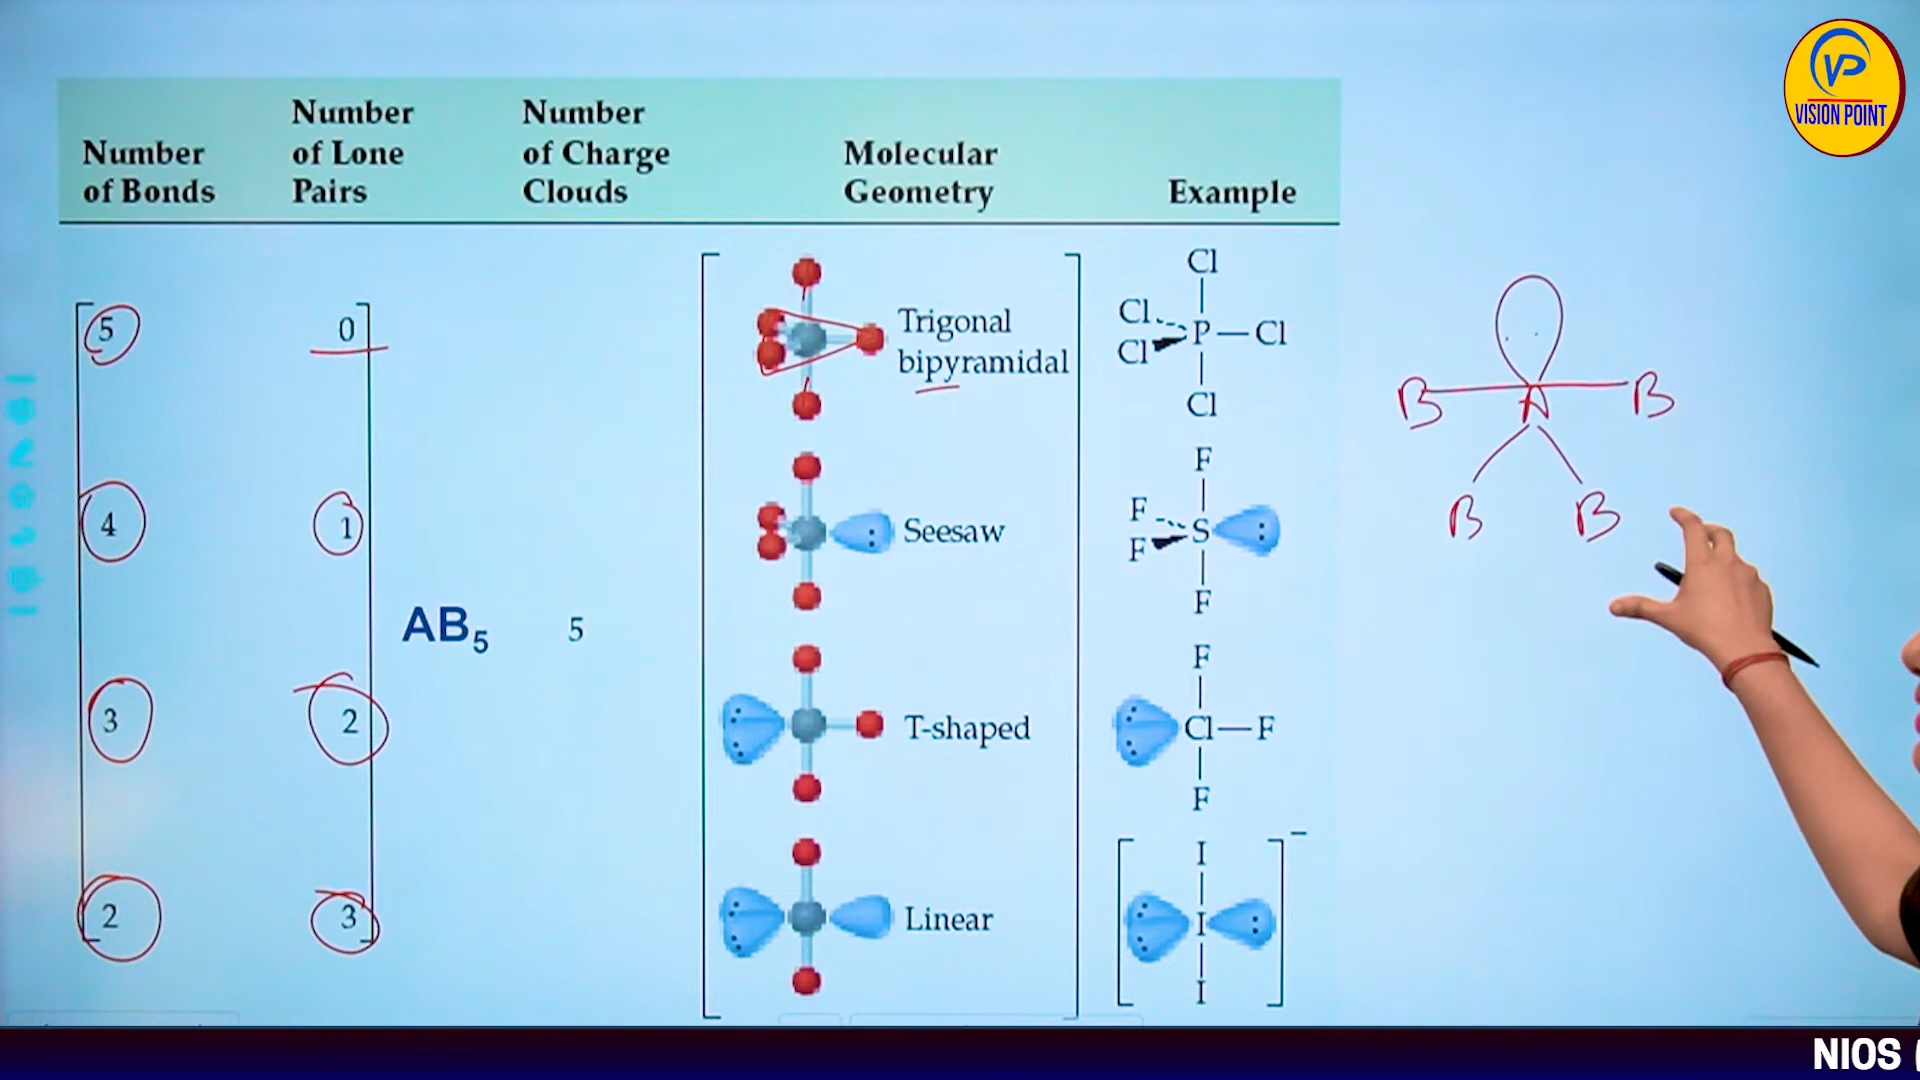 VP
VISION POINT
Number of Bonds
Number of Lone Pairs
Number of Charge Clouds
Molecular Geometry
Example
5
0
Trigonal bipyramidal
Cl
Cl
Cl
P
Cl
Cl
4
1
Seesaw
F
F
F
S
F
AB5
5
3
2
T-shaped
F
Cl
F
F
2
3
Linear
I
I
I
−
B
A
B
B
B
NIOS